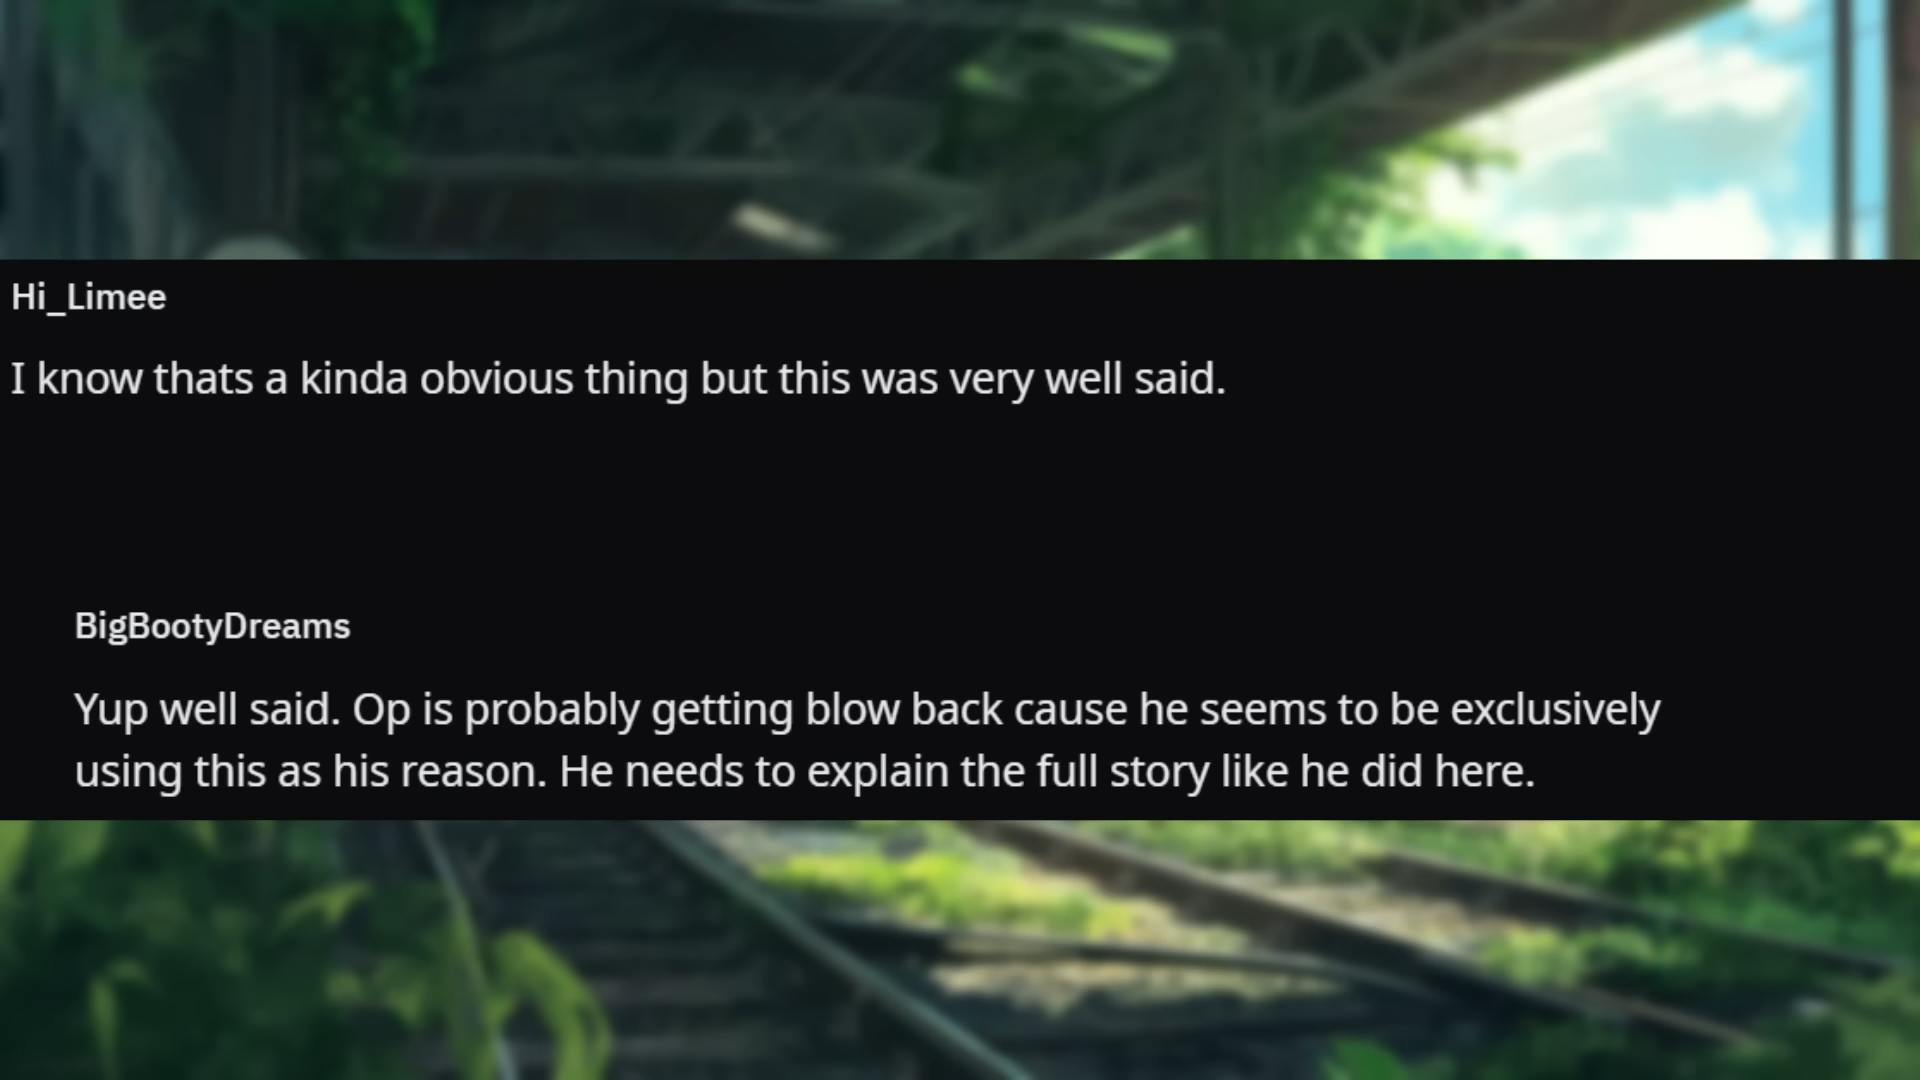 Hi_Limee
I know thats a kinda obvious thing but this was very well said.
BigBootyDreams
Yup well said. Op is probably getting blow back cause he seems to be exclusively
using this as his reason. He needs to explain the full story like he did here.